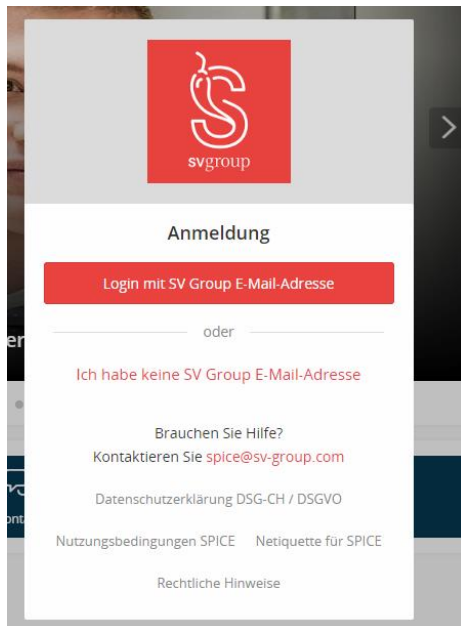 svgroup
Anmeldung
Login mit SV Group E-Mail-Adresse
oder
Ich habe keine SV Group E-Mail-Adresse
Brauchen Sie Hilfe?
Kontaktieren Sie spice@sv-group.com
Datenschutzerklärung DSG-CH / DSGVO
Nutzungsbedingungen SPICE Netiquette für SPICE
Rechtliche Hinweise